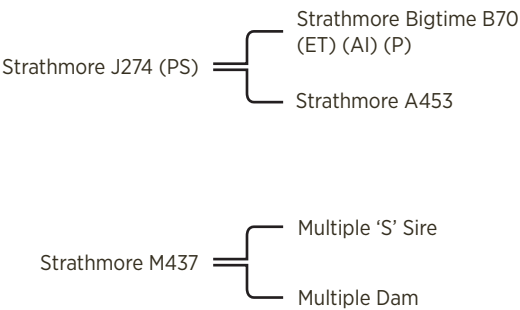 Strathmore Bigtime B70
(ET) (AI) (P)
Strathmore J274 (PS)
Strathmore A453
Multiple ‘S’ Sire
Strathmore M437
Multiple Dam